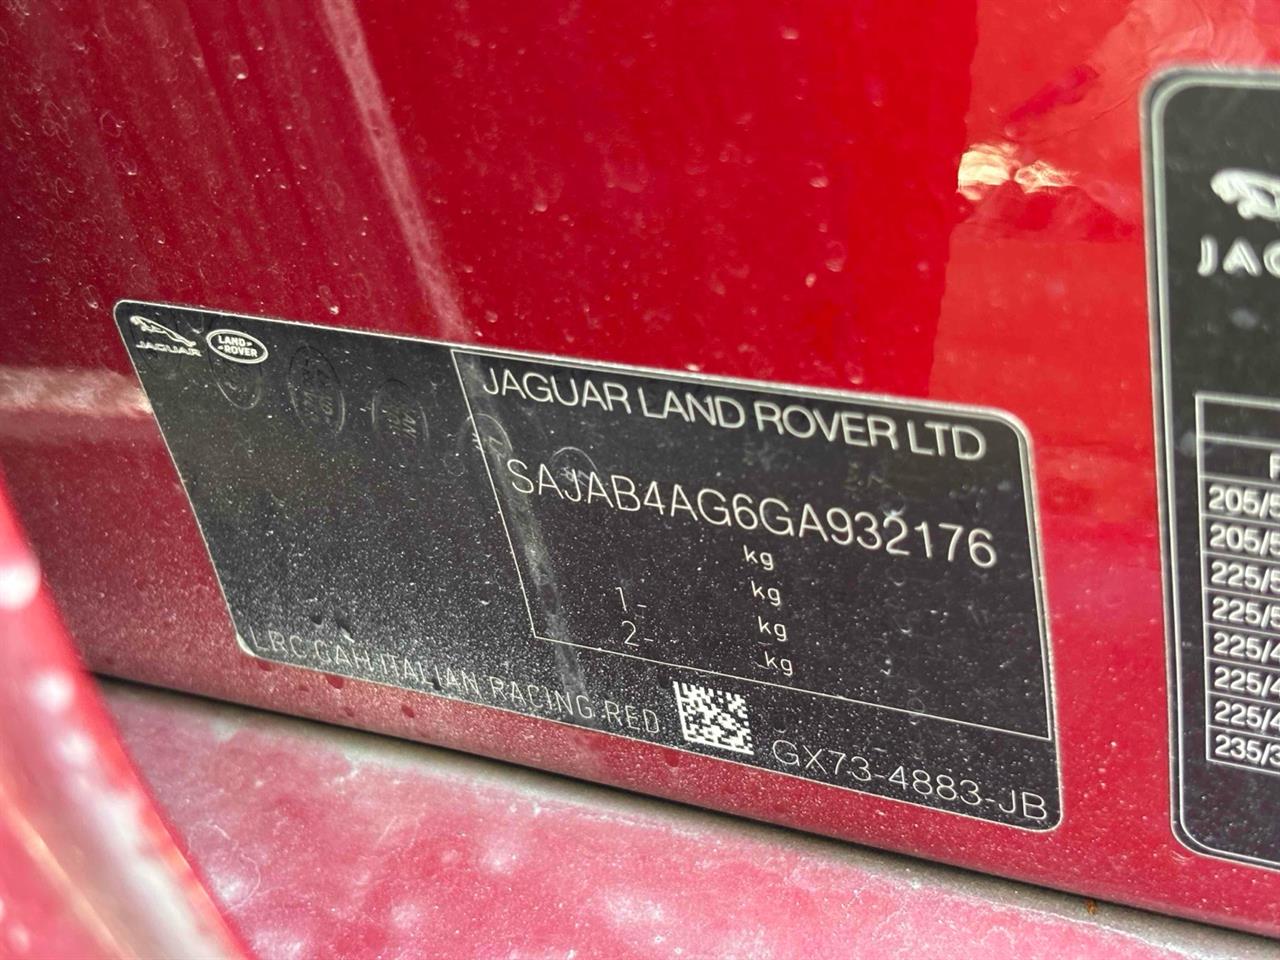 JAGUAR
LAND
ROVER
JAGUAR LAND ROVER LTD
SAJAB4AG6GA932176
kg
kg
1 - kg
2 - kg
LRC CAH ITALIAN RACING RED
GX73-4883-JB
JAG
205/5
205/5
225/5
225/5
225/4
225/4
225/4
235/3